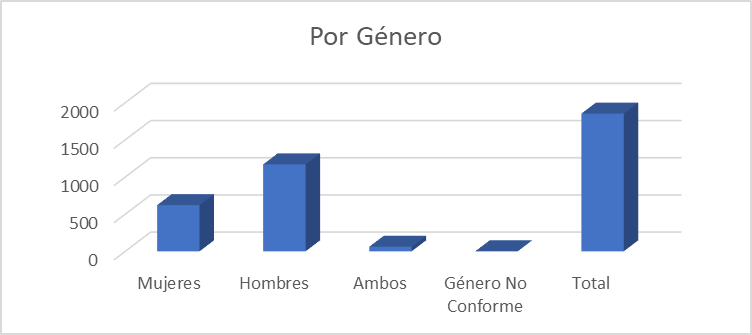 Por Género
2000
1500
1000
500
0
Mujeres
Hombres
Ambos
Género No
Conforme
Total